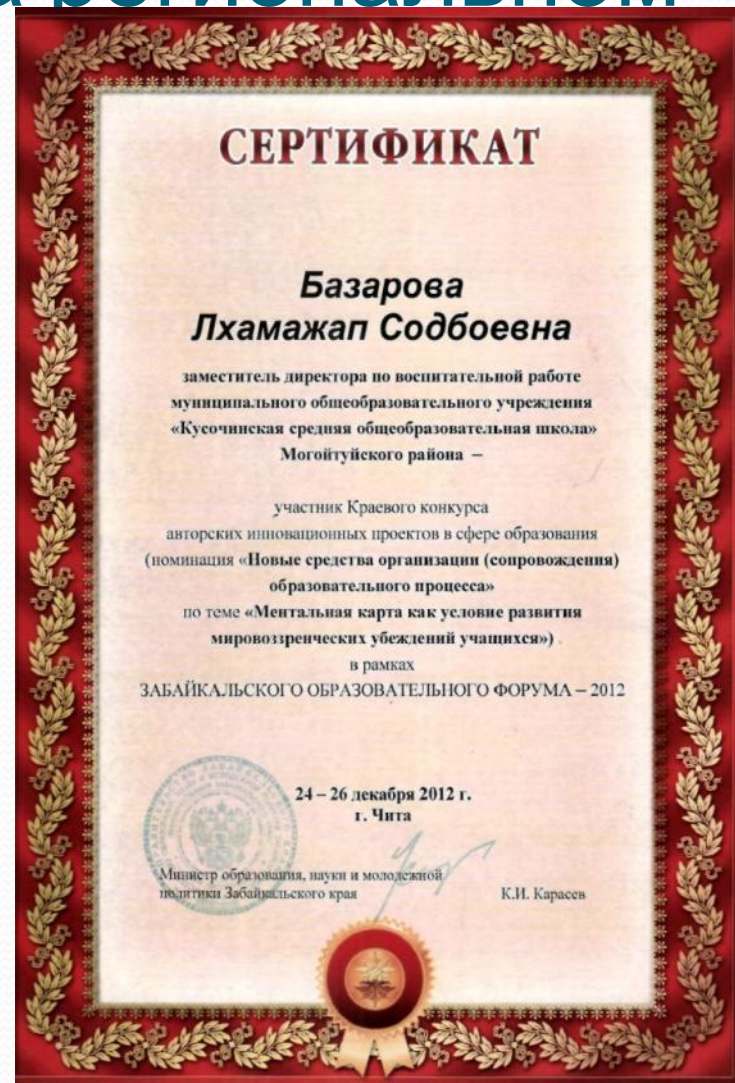 региональном
СЕРТИФИКАТ
Базарова
Лхамажап Содбоевна
заместитель директора по воспитательной работе
муниципального общеобразовательного учреждения
«Кусочинская средняя общеобразовательная школа»
Могойтуйского района –
участник Краевого конкурса
авторских инновационных проектов в сфере образования
(номинация «Новые средства организации (сопровождения)
образовательного процесса»
по теме «Ментальная карта как условие развития
мировоззренческих убеждений учащихся»)
в рамках
ЗАБАЙКАЛЬСКОГО ОБРАЗОВАТЕЛЬНОГО ФОРУМА – 2012
24 – 26 декабря 2012 г.
г. Чита
Министр образования, науки и молодежной
политики Забайкальского края К.И. Карасев